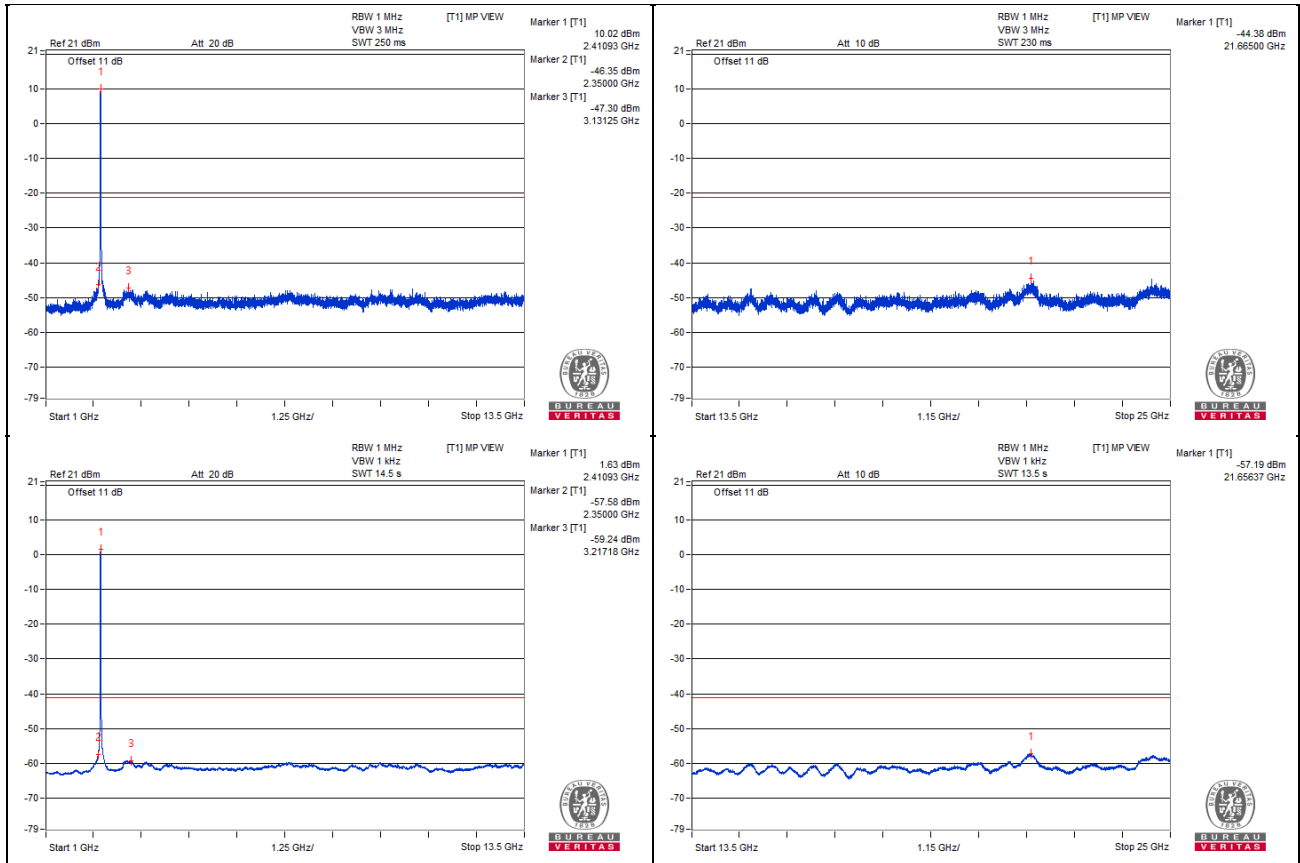 RBW 1 MHz
[T1] MP VIEW
VBW 3 MHz
Ref 21 dBm
Att 20 dB
SWT 250 ms
Marker 1 [T1]
10.02 dBm
2.41093 GHz
Marker 2 [T1]
-46.35 dBm
2.35000 GHz
Marker 3 [T1]
-47.30 dBm
3.13125 GHz
Offset 11 dB
21
10
0
-10
-20
-30
-40
-50
-60
-70
-79
1
2
3
Start 1 GHz
1.25 GHz/
Stop 13.5 GHz
BUREAU VERITAS
1828
BUREAU
VERITAS
RBW 1 MHz
[T1] MP VIEW
VBW 3 MHz
Ref 21 dBm
Att 10 dB
SWT 230 ms
Marker 1 [T1]
-44.38 dBm
21.66500 GHz
Offset 11 dB
21
10
0
-10
-20
-30
-40
-50
-60
-70
-79
1
Start 13.5 GHz
1.15 GHz/
Stop 25 GHz
BUREAU VERITAS
1828
BUREAU
VERITAS
RBW 1 MHz
[T1] MP VIEW
VBW 1 kHz
Ref 21 dBm
Att 20 dB
SWT 14.5 s
Marker 1 [T1]
1.63 dBm
2.41093 GHz
Marker 2 [T1]
-57.58 dBm
2.35000 GHz
Marker 3 [T1]
-59.24 dBm
3.21718 GHz
Offset 11 dB
21
10
0
-10
-20
-30
-40
-50
-60
-70
-79
1
2
3
Start 1 GHz
1.25 GHz/
Stop 13.5 GHz
BUREAU VERITAS
1828
BUREAU
VERITAS
RBW 1 MHz
[T1] MP VIEW
VBW 1 kHz
Ref 21 dBm
Att 10 dB
SWT 13.5 s
Marker 1 [T1]
-57.19 dBm
21.65637 GHz
Offset 11 dB
21
10
0
-10
-20
-30
-40
-50
-60
-70
-79
1
Start 13.5 GHz
1.15 GHz/
Stop 25 GHz
BUREAU VERITAS
1828
BUREAU
VERITAS